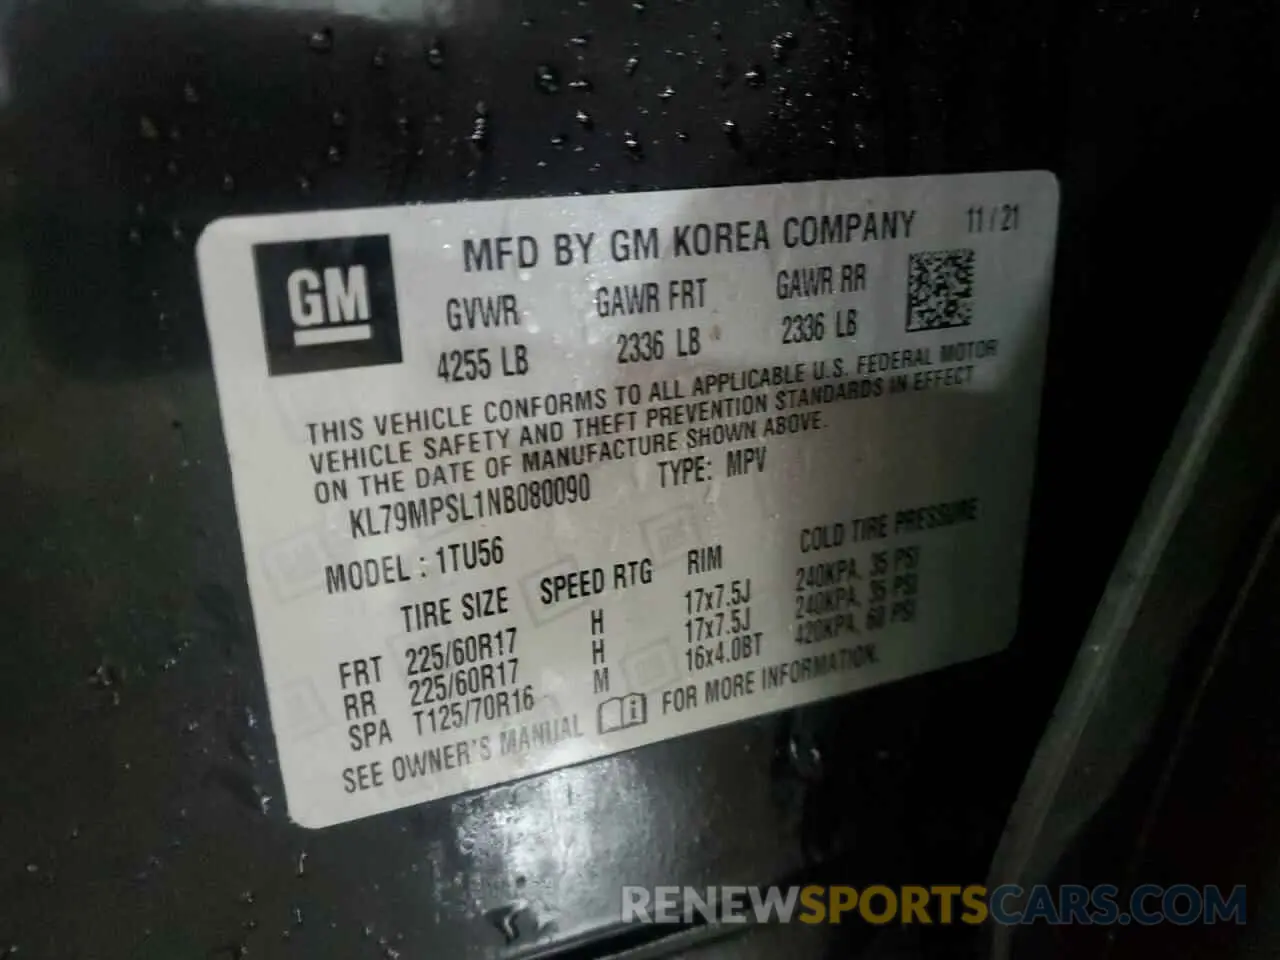 GM
MFD BY GM KOREA COMPANY 11/21
GVWR GAWR FRT GAWR RR
4255 LB 2336 LB 2336 LB
THIS VEHICLE CONFORMS TO ALL APPLICABLE U.S. FEDERAL MOTOR
VEHICLE SAFETY AND THEFT PREVENTION STANDARDS IN EFFECT
ON THE DATE OF MANUFACTURE SHOWN ABOVE.
KL79MPSL1NB080090 TYPE: MPV
MODEL : 1TU56
TIRE SIZE SPEED RTG RIM COLD TIRE PRESSURE
FRT 225/60R17 H 17x7.5J 240KPA, 35 PSI
RR 225/60R17 H 17x7.5J 240KPA, 35 PSI
SPA T125/70R16 M 16x4.0BT 420KPA, 60 PSI
SEE OWNER'S MANUAL FOR MORE INFORMATION.
RENEWSPORTSCARS.COM